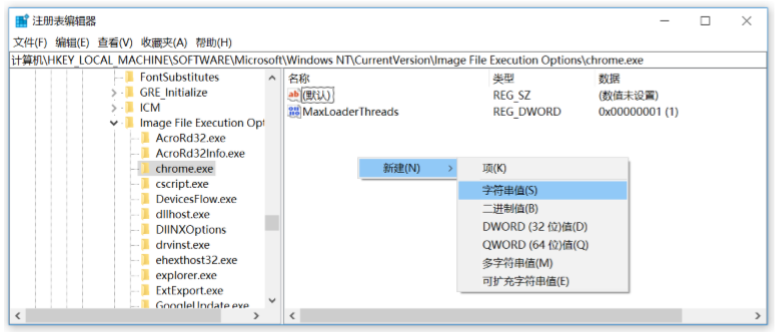 注册表编辑器
文件(F) 编辑(E) 查看(V) 收藏夹(A) 帮助(H)
计算机\HKEY_LOCAL_MACHINE\SOFTWARE\Microsoft\Windows NT\CurrentVersion\Image File Execution Options\chrome.exe
FontSubstitutes
GRE_Initialize
ICM
Image File Execution Opt
AcroRd32.exe
AcroRd32Info.exe
chrome.exe
cscript.exe
DevicesFlow.exe
dllhost.exe
DllNXOptions
drvinst.exe
ehexthost32.exe
explorer.exe
ExtExport.exe
GoogleUpdate.exe
名称 类型 数据
ab (默认) REG_SZ (数值未设置)
MaxLoaderThreads REG_DWORD 0x00000001 (1)
新建(N)
项(K)
字符串值(S)
二进制值(B)
DWORD (32 位)值(D)
QWORD (64 位)值(Q)
多字符串值(M)
可扩充字符串值(E)